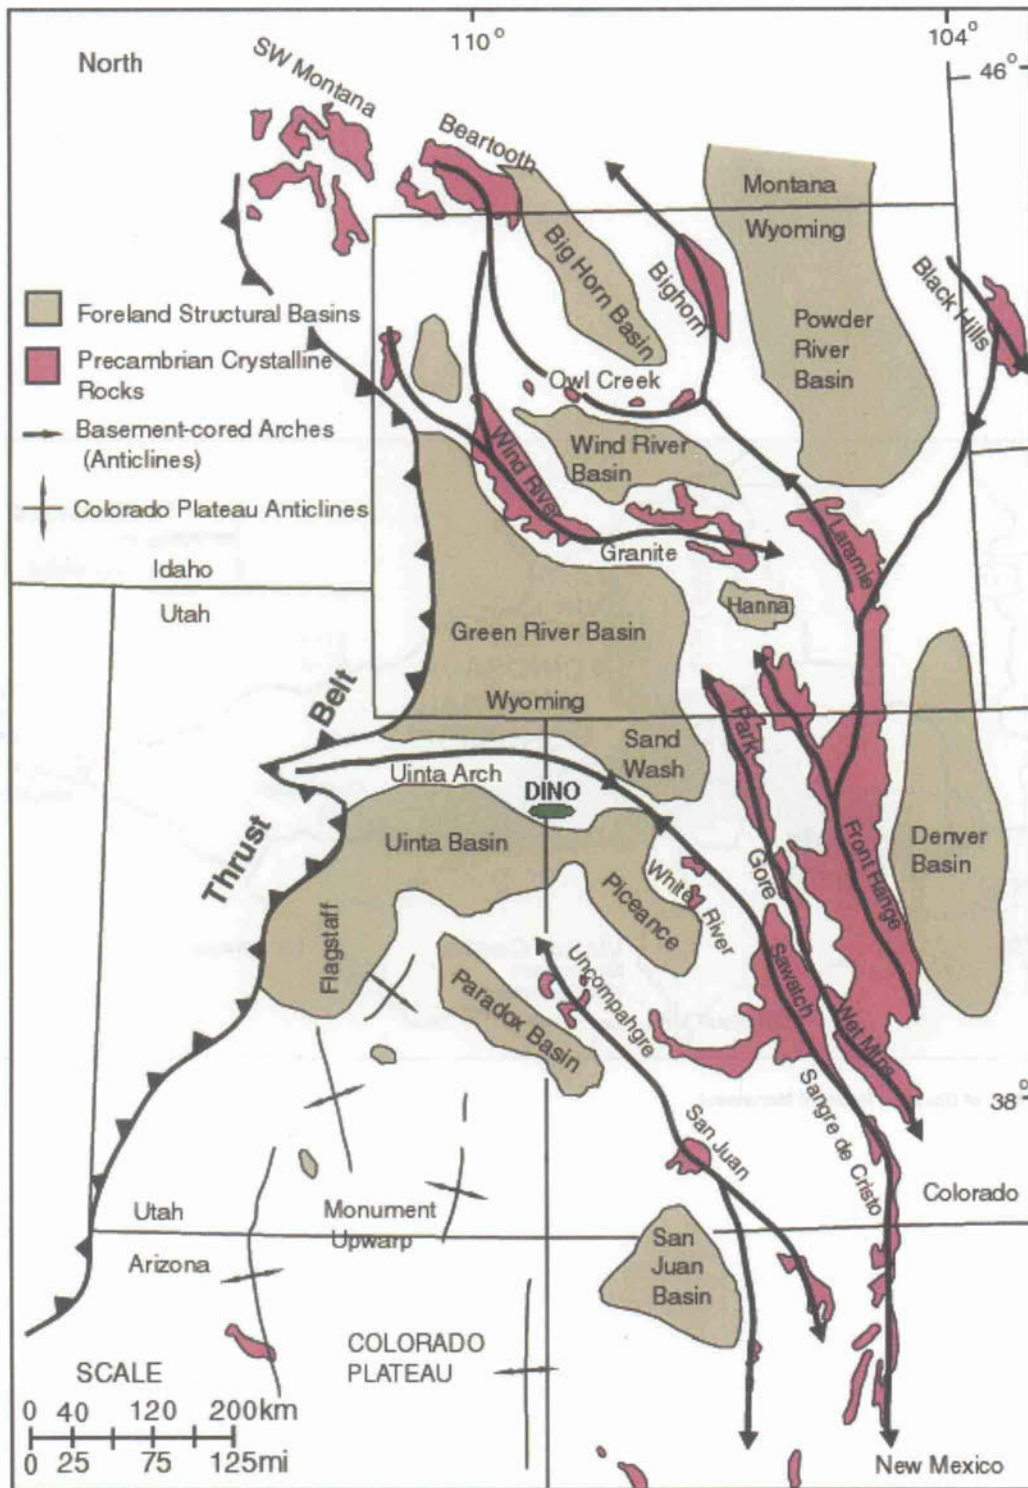 110°
104°
46°
North
SW Montana
Beartooth
Montana
Wyoming
Big Horn Basin
Bighorn
Black Hills
Powder
River
Basin
Foreland Structural Basins
Precambrian Crystalline
Rocks
Basement-cored Arches
(Anticlines)
Colorado Plateau Anticlines
Owl Creek
Wind River
Basin
Wind River
Granite
Laramie
Hanna
Idaho
Utah
Green River Basin
Wyoming
Thrust Belt
Sand
Wash
Park
Uinta Arch
DINO
Uinta Basin
Front Range
Denver
Basin
Gore
White River
Piceance
Flagstaff
Sawatch
Uncompahgre
Paradox Basin
Wet Mtns
38°
San Juan
Sangre de Cristo
Colorado
Utah
Arizona
Monument
Upwarp
San
Juan
Basin
COLORADO
PLATEAU
SCALE
0 40 120 200km
0 25 75 125mi
New Mexico